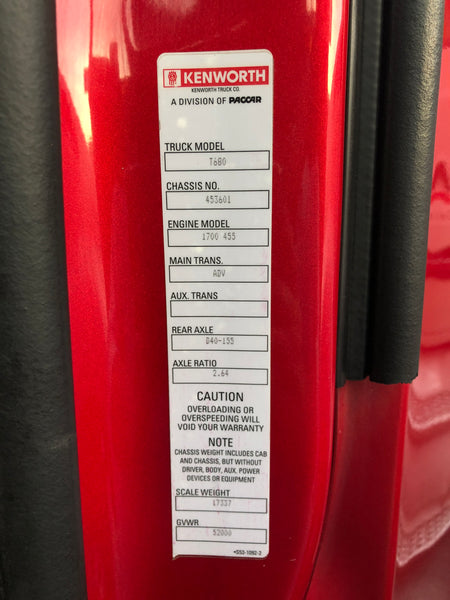 KENWORTH
KENWORTH TRUCK CO.
A DIVISION OF PACCAR
TRUCK MODEL
T680
CHASSIS NO.
453601
ENGINE MODEL
1700 455
MAIN TRANS.
ADV
AUX. TRANS
REAR AXLE
D40-155
AXLE RATIO
2.64
CAUTION
OVERLOADING OR
OVERSPEEDING WILL
VOID YOUR WARRANTY
NOTE
CHASSIS WEIGHT INCLUDES CAB
AND CHASSIS, BUT WITHOUT
DRIVER, BODY, AUX. POWER
DEVICES OR EQUIPMENT
SCALE WEIGHT
17337
GVWR
52000